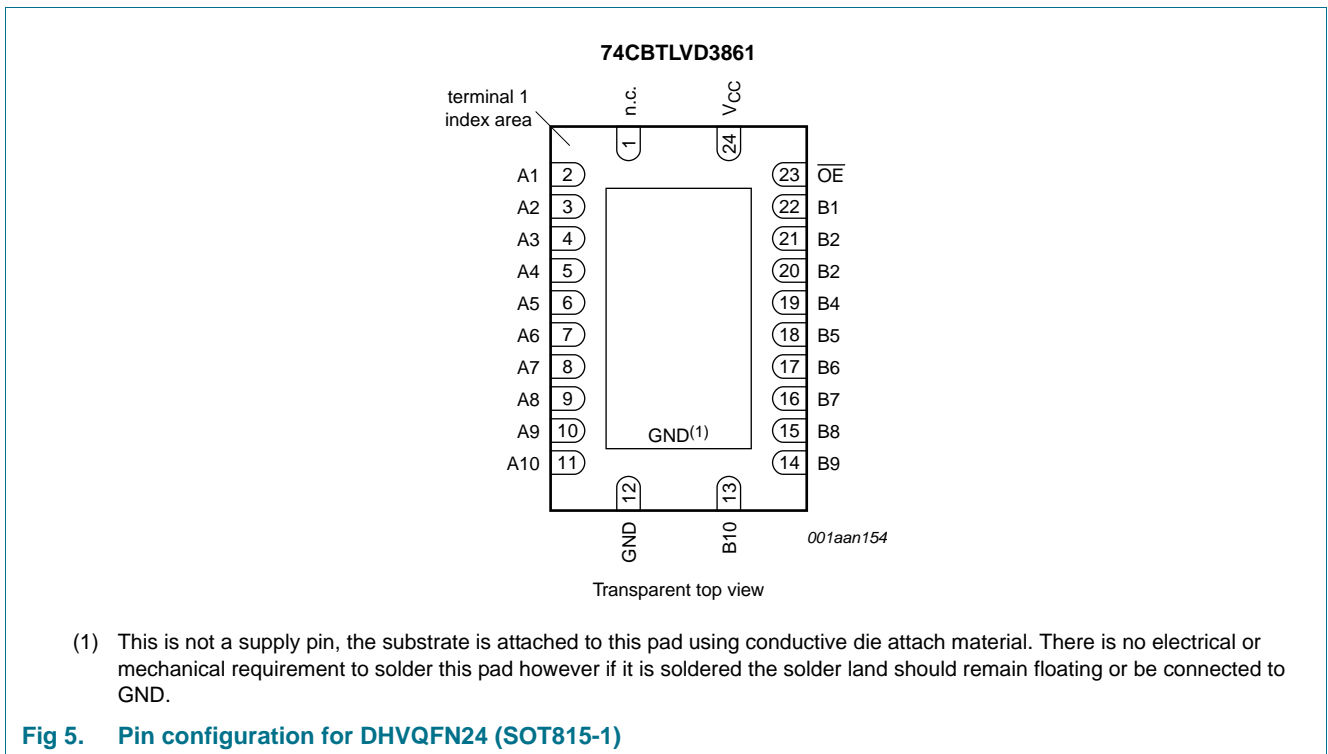 74CBTLVD3861
terminal 1
index area
n.c.
VCC
1
24
A1 2
23 OE
A2 3
22 B1
A3 4
21 B2
A4 5
20 B2
A5 6
19 B4
A6 7
18 B5
A7 8
17 B6
A8 9
16 B7
A9 10
GND(1)
15 B8
A10 11
14 B9
12
13
GND
B10
001aan154
Transparent top view
(1) This is not a supply pin, the substrate is attached to this pad using conductive die attach material. There is no electrical or
mechanical requirement to solder this pad however if it is soldered the solder land should remain floating or be connected to
GND.
Fig 5. Pin configuration for DHVQFN24 (SOT815-1)